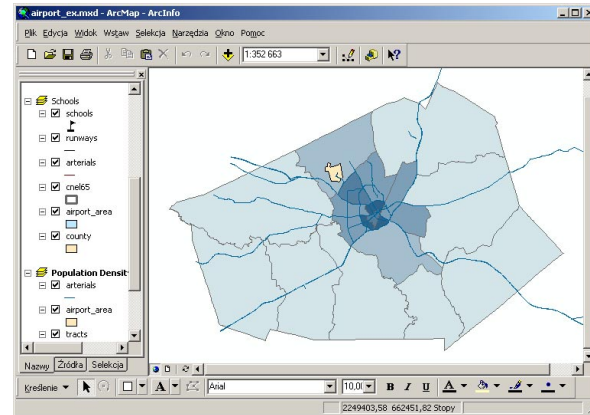 airport_ex.mxd - ArcMap - ArcInfo
Plik Edycja Widok Wstaw Selekcja Narzędzia Okno Pomoc
1:352 663
Schools
schools
runways
arterials
cnel65
airport_area
county
Population Densit
arterials
airport_area
tracts
Nazwy Źródła Selekcja
Kreślenie A Arial 10,0 B I U A
2249403,58 662451,82 Stopy